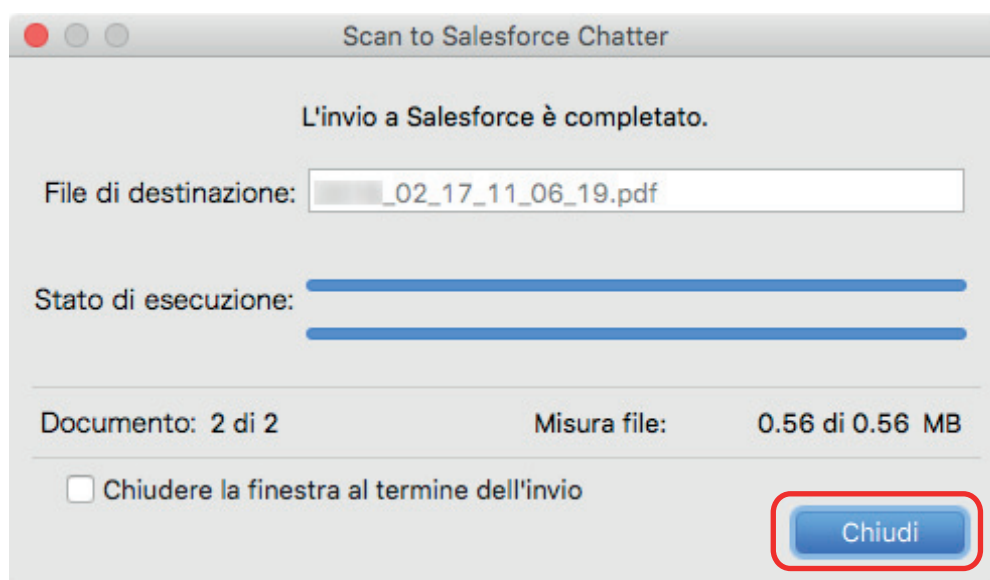 Scan to Salesforce Chatter
L'invio a Salesforce è completato.
File di destinazione: _02_17_11_06_19.pdf
Stato di esecuzione:
Documento: 2 di 2 Misura file: 0.56 di 0.56 MB
Chiudere la finestra al termine dell'invio
Chiudi